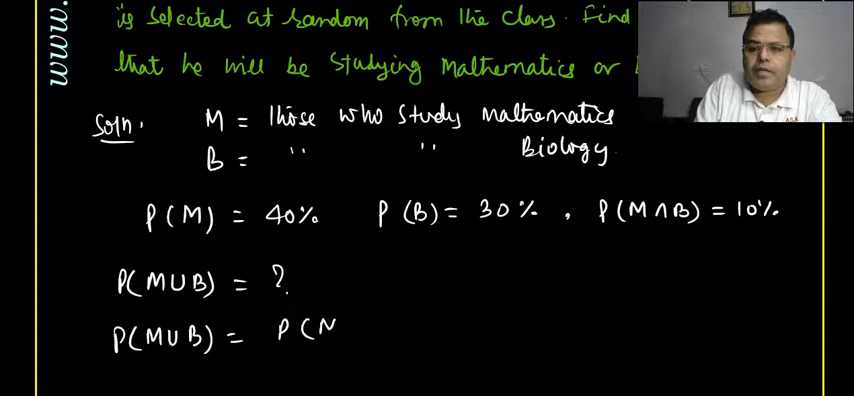 www.
is selected at random from the class. Find
that he will be studying Mathematics or
Soln: M = those who study mathematics
B = " " Biology.
P(M) = 40% P(B) = 30%, P(M∩B) = 10%
P(M∪B) = ?
P(M∪B) = P(M